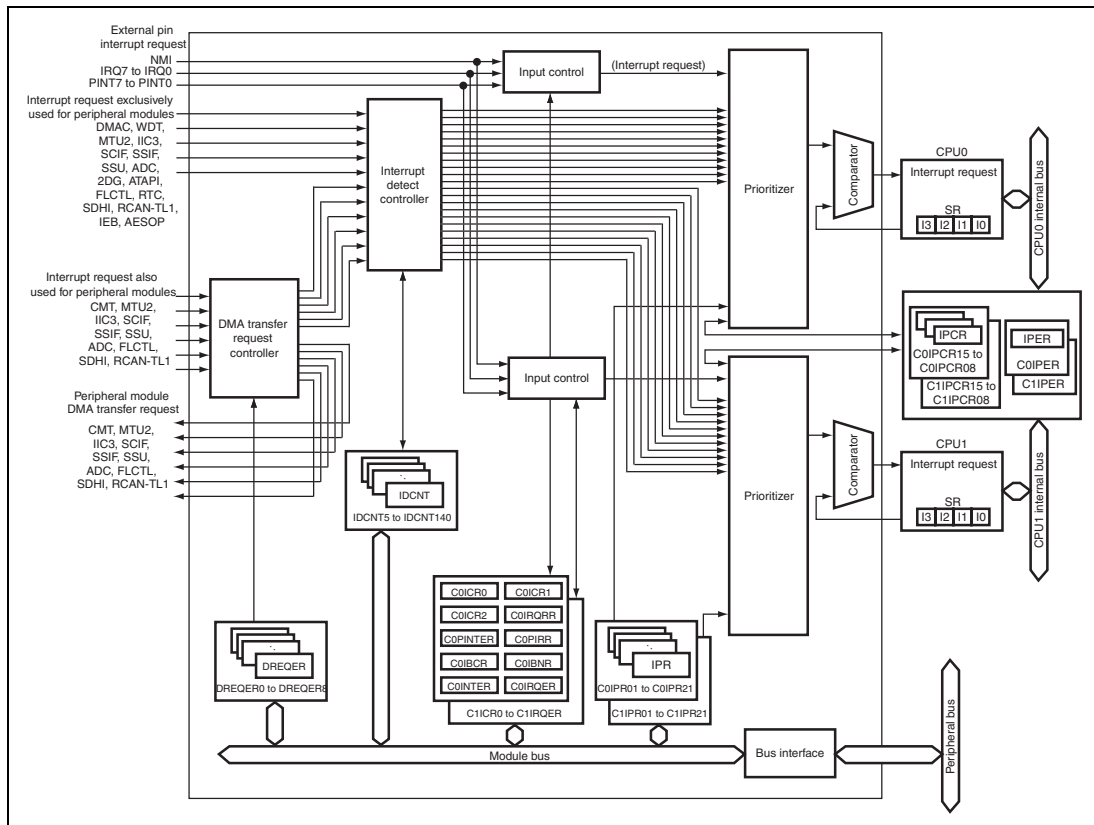 External pin
interrupt request
NMI
IRQ7 to IRQ0
PINT7 to PINT0
Interrupt request exclusively
used for peripheral modules
DMAC, WDT,
MTU2, IIC3,
SCIF, SSIF,
SSU, ADC,
2DG, ATAPI,
FLCTL, RTC,
SDHI, RCAN-TL1,
IEB, AESOP
Interrupt request also
used for peripheral modules
CMT, MTU2,
IIC3, SCIF,
SSIF, SSU,
ADC, FLCTL,
SDHI, RCAN-TL1
Peripheral module
DMA transfer request
CMT, MTU2,
IIC3, SCIF,
SSIF, SSU,
ADC, FLCTL,
SDHI, RCAN-TL1
DMA transfer
request
controller
Interrupt
detect
controller
Input control
(Interrupt request)
Input control
Prioritizer
Comparator
CPU0
Interrupt request
SR
I3 I2 I1 I0
CPU0 internal bus
IPCR
C0IPCR15 to
C0IPCR08
C1IPCR15 to
C1IPCR08
IPER
C0IPER
C1IPER
Prioritizer
Comparator
CPU1
Interrupt request
SR
I3 I2 I1 I0
CPU1 internal bus
IDCNT
IDCNT5 to IDCNT140
DREQER
DREQER0 to DREQER8
C0ICR0 C0ICR1
C0ICR2 C0IRQRR
C0PINTER C0PIRR
C0IBCR C0IBNR
C0INTER C0IRQER
C1ICR0 to C1IRQER
IPR
C0IPR01 to C0IPR21
C1IPR01 to C1IPR21
Module bus
Bus interface
Peripheral bus